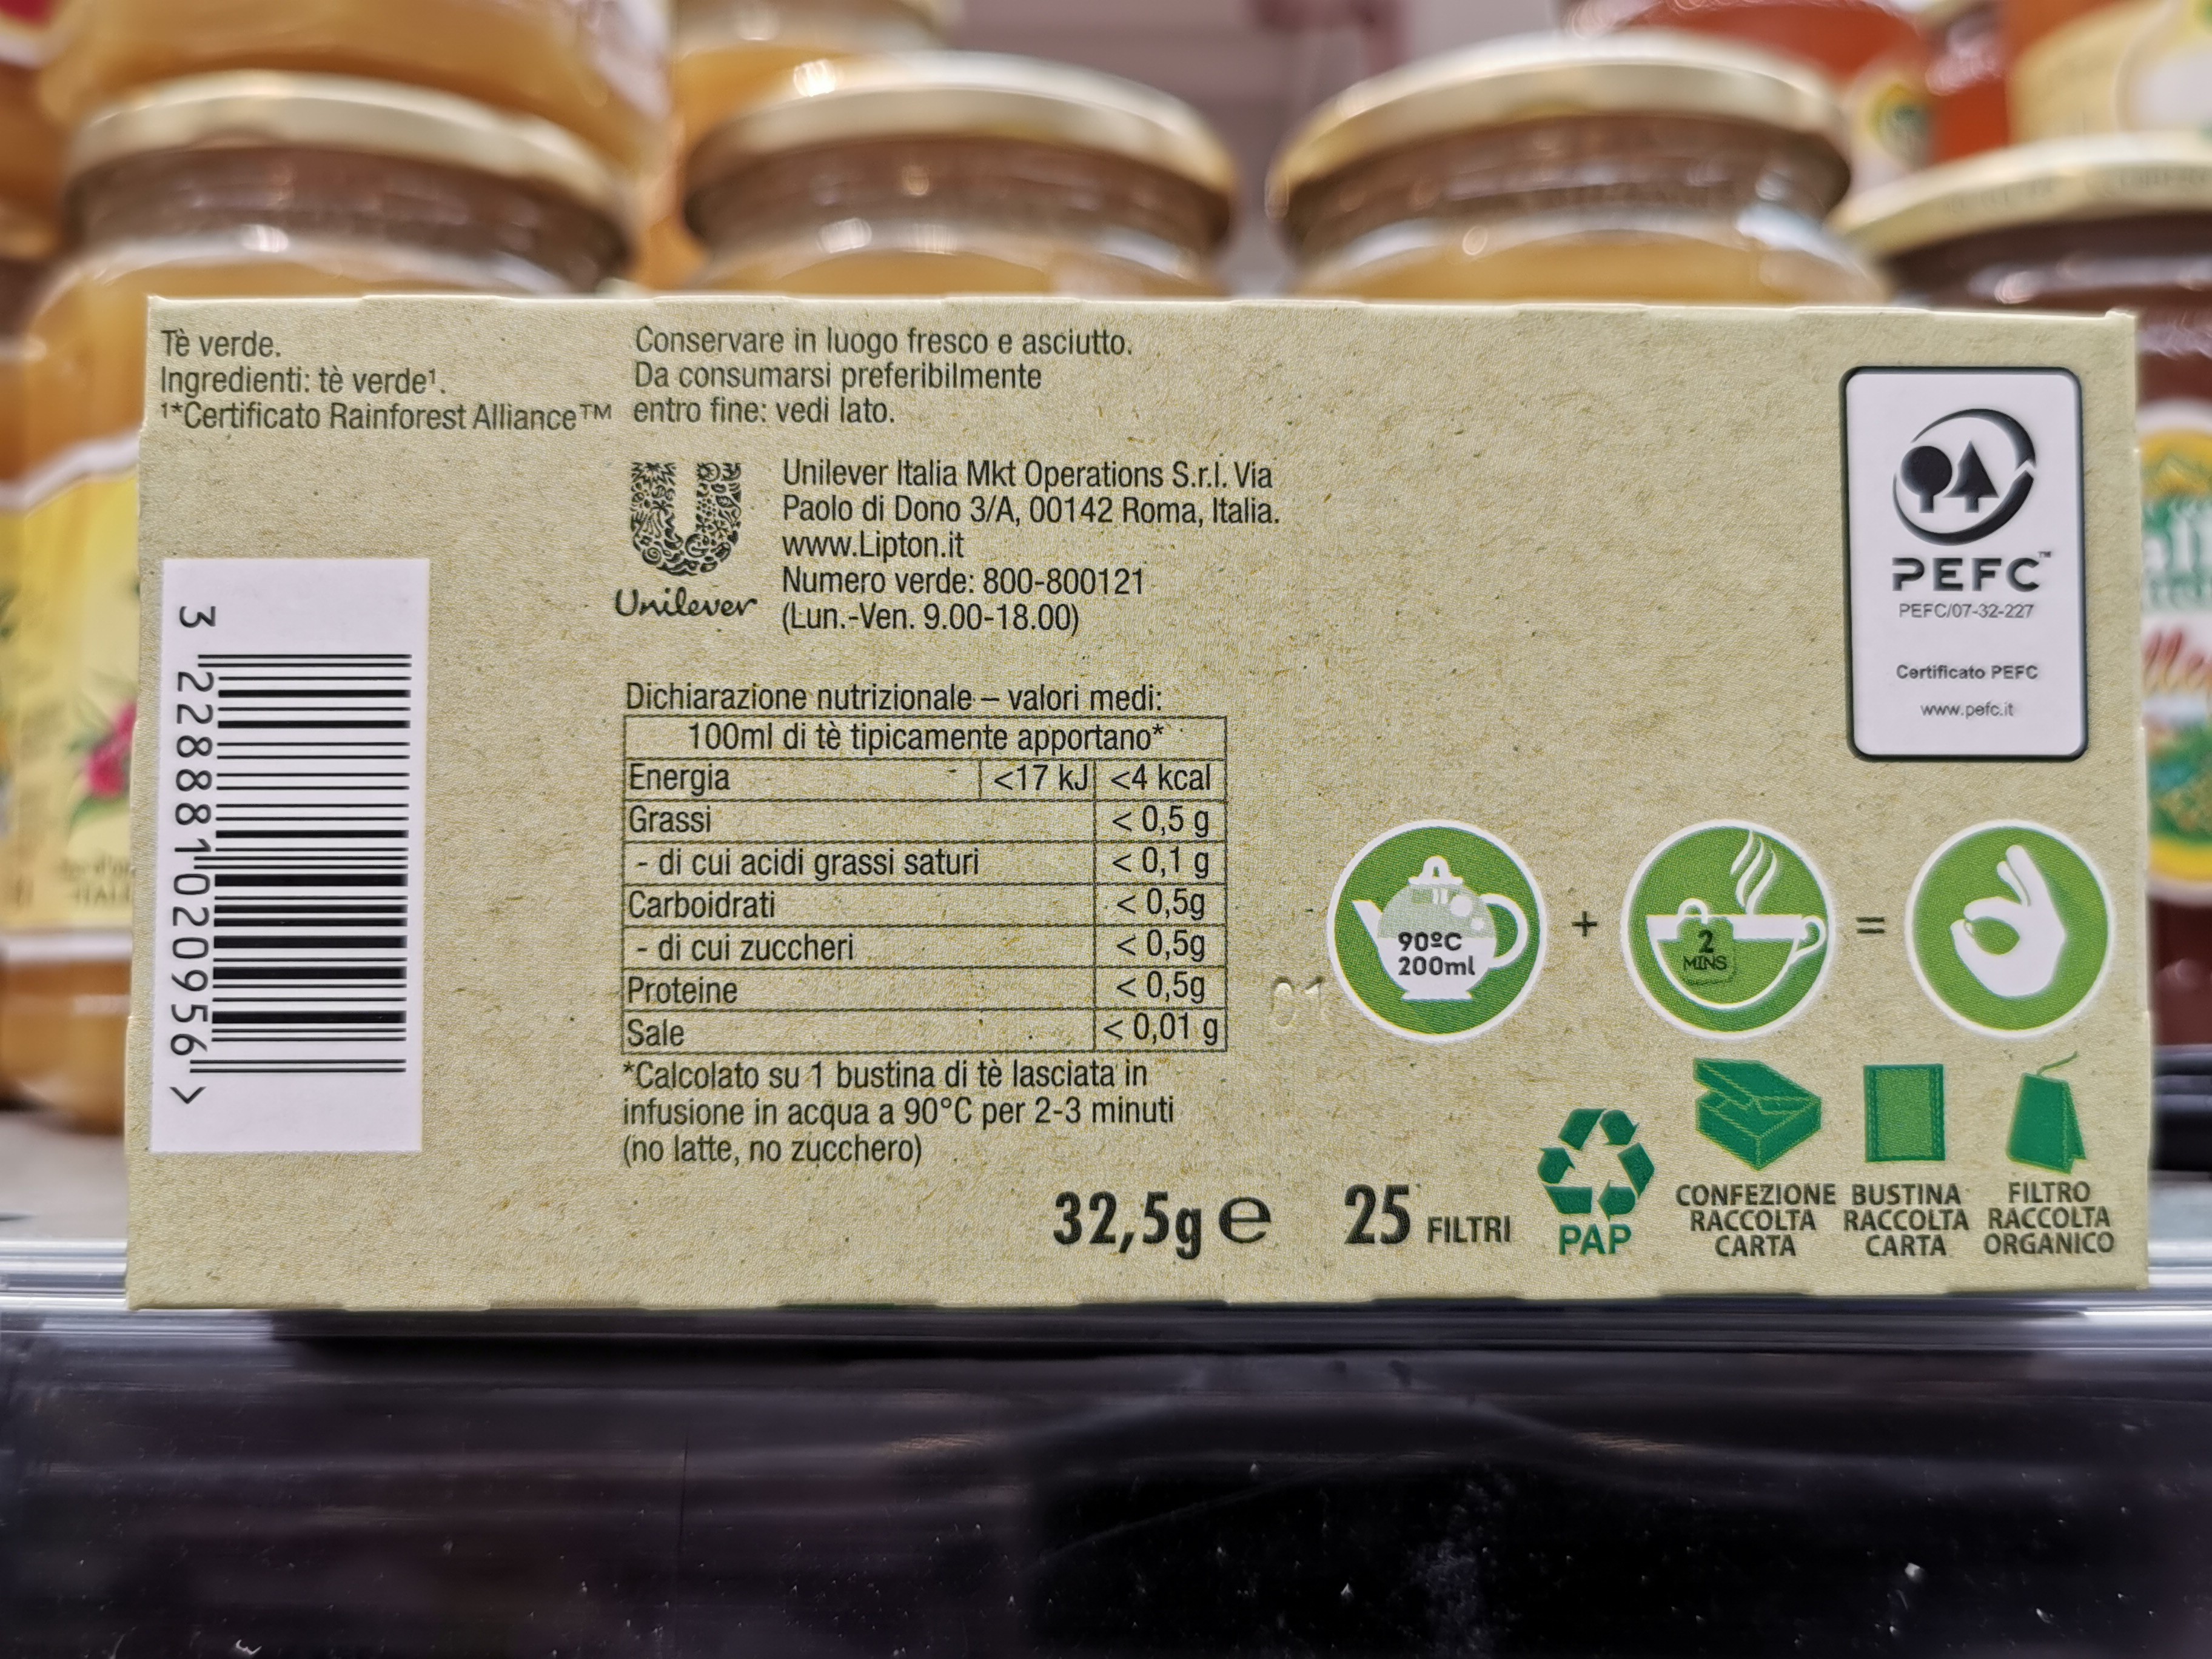 Tè verde.
Ingredienti: tè verde¹.
¹*Certificato Rainforest Alliance™
Conservare in luogo fresco e asciutto.
Da consumarsi preferibilmente
entro fine: vedi lato.
Unilever
Unilever Italia Mkt Operations S.r.l. Via
Paolo di Dono 3/A, 00142 Roma, Italia.
www.Lipton.it
Numero verde: 800-800121
(Lun.-Ven. 9.00-18.00)
PEFC™
PEFC/07-32-227
Certificato PEFC
www.pefc.it
3 228881 020956 >
Dichiarazione nutrizionale – valori medi:
100ml di tè tipicamente apportano*
Energia <17 kJ <4 kcal
Grassi < 0,5 g
- di cui acidi grassi saturi < 0,1 g
Carboidrati < 0,5g
- di cui zuccheri < 0,5g
Proteine < 0,5g
Sale < 0,01 g
*Calcolato su 1 bustina di tè lasciata in
infusione in acqua a 90°C per 2-3 minuti
(no latte, no zucchero)
01
90ºC
200ml
+
2
MINS
=
32,5g ℮ 25 FILTRI
PAP
CONFEZIONE
RACCOLTA
CARTA
BUSTINA
RACCOLTA
CARTA
FILTRO
RACCOLTA
ORGANICO